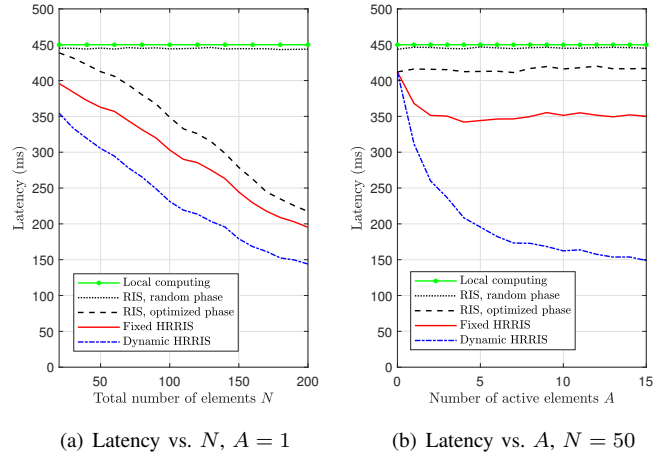 500
450
400
350
300
250
200
150
100
50
0
Latency (ms)
Local computing
RIS, random phase
RIS, optimized phase
Fixed HRRIS
Dynamic HRRIS
50 100 150 200
Total number of elements N
(a) Latency vs. N, A = 1
500
450
400
350
300
250
200
150
100
50
0
Latency (ms)
Local computing
RIS, random phase
RIS, optimized phase
Fixed HRRIS
Dynamic HRRIS
0 5 10 15
Number of active elements A
(b) Latency vs. A, N = 50